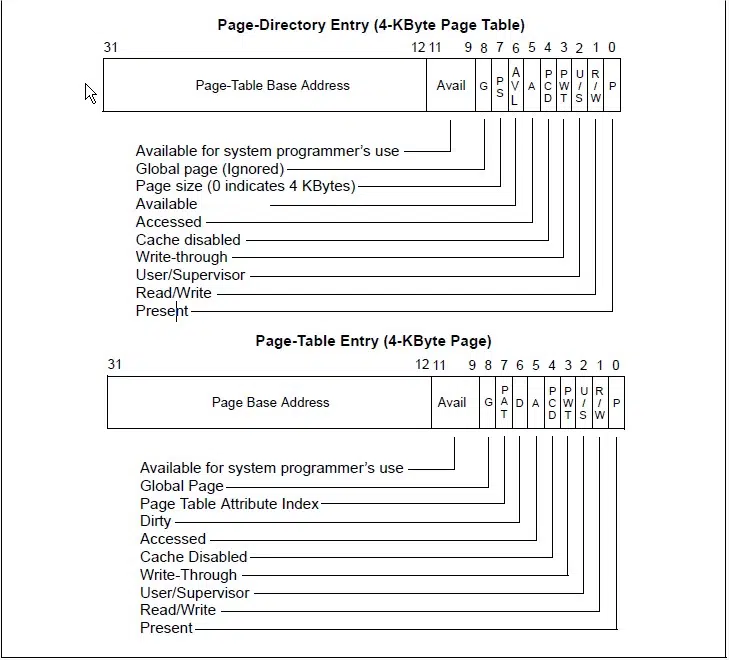 Page-Directory Entry (4-KByte Page Table)
31 12 11 9 8 7 6 5 4 3 2 1 0
Page-Table Base Address Avail G PS AVL A PCD PWT U/S R/W P
Available for system programmer's use
Global page (Ignored)
Page size (0 indicates 4 KBytes)
Available
Accessed
Cache disabled
Write-through
User/Supervisor
Read/Write
Present
Page-Table Entry (4-KByte Page)
31 12 11 9 8 7 6 5 4 3 2 1 0
Page Base Address Avail G PAT D A PCD PWT U/S R/W P
Available for system programmer's use
Global Page
Page Table Attribute Index
Dirty
Accessed
Cache Disabled
Write-Through
User/Supervisor
Read/Write
Present